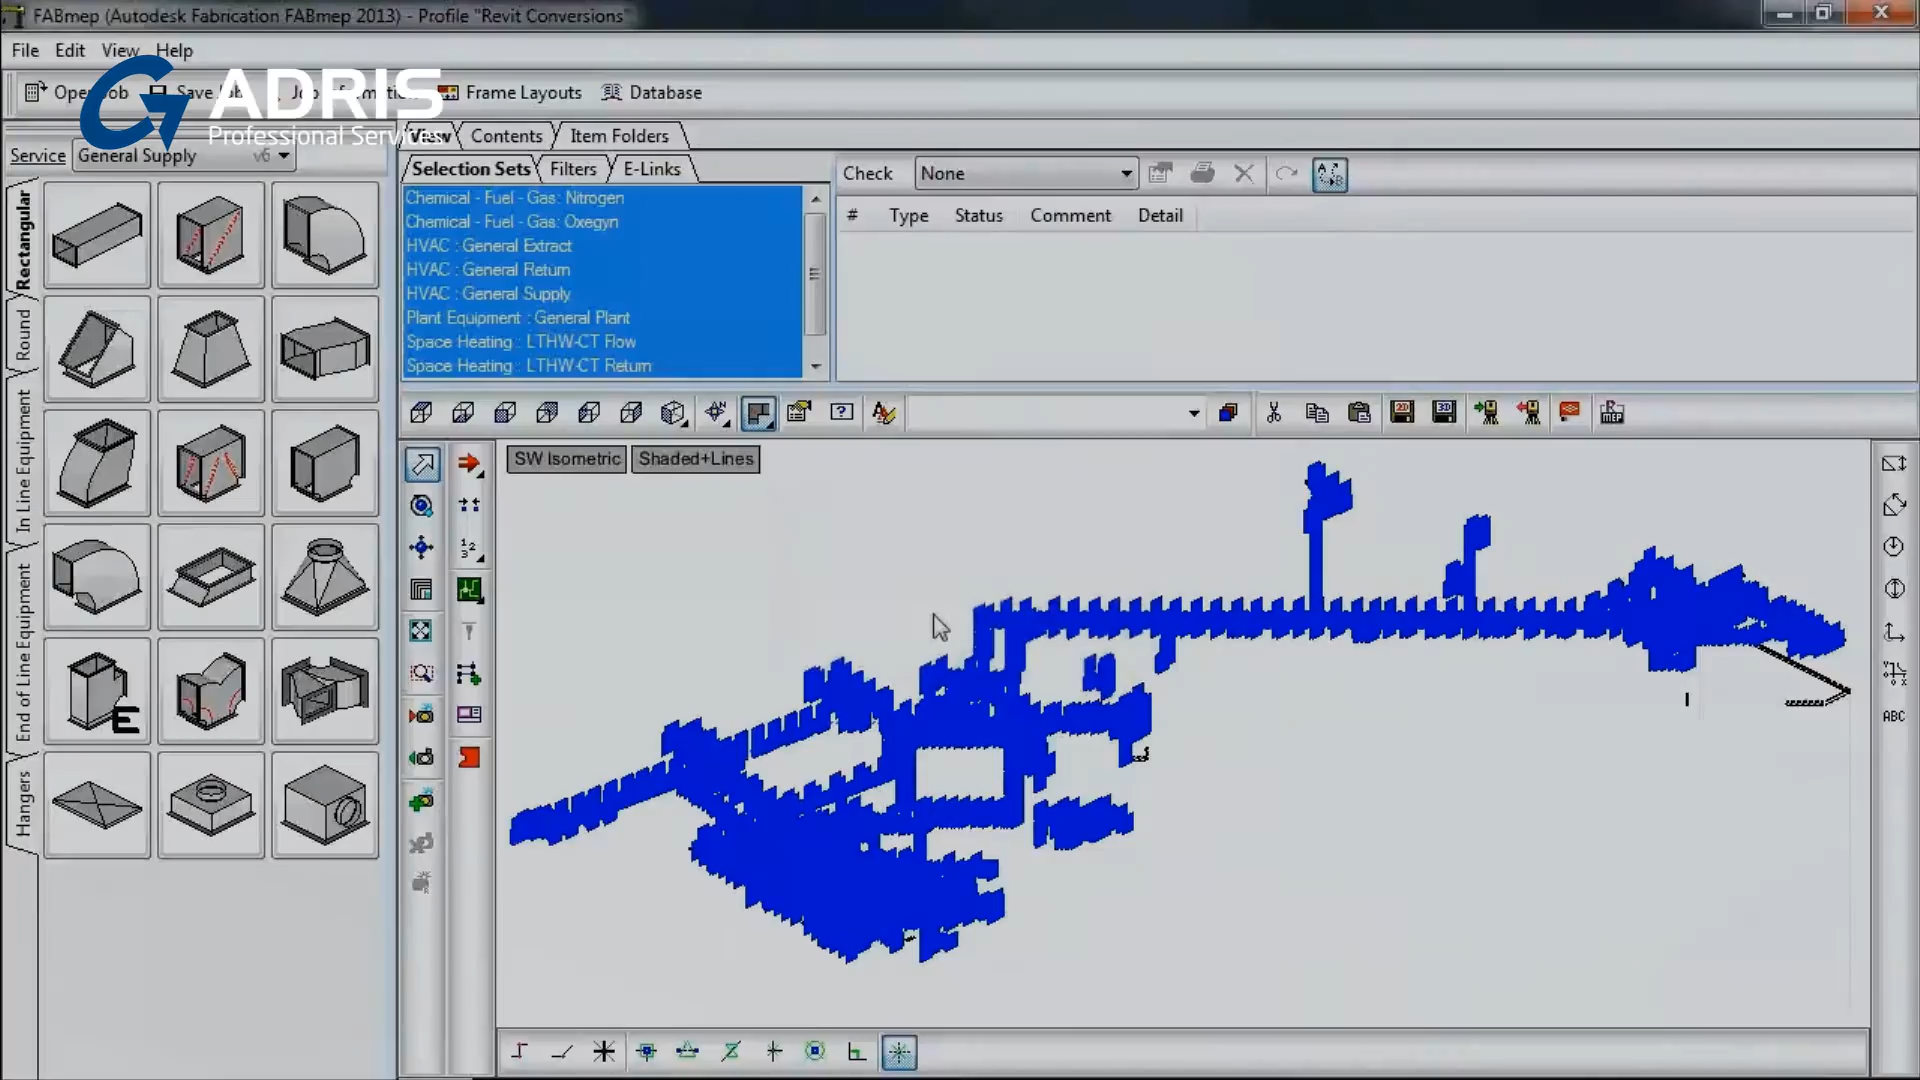 FABmep (Autodesk Fabrication FABmep 2013) - Profile "Revit Conversions"
File Edit View Help
Frame Layouts Database
ADRIS
Professional Services
View Contents Item Folders
Service General Supply v6
Selection Sets Filters E-Links
Check None
Chemical - Fuel - Gas: Nitrogen
Chemical - Fuel - Gas: Oxegyn
HVAC : General Extract
HVAC : General Return
HVAC : General Supply
Plant Equipment : General Plant
Space Heating : LTHW-CT Flow
Space Heating : LTHW-CT Return
# Type Status Comment Detail
Rectangular
Round
In Line Equipment
End of Line Equipment
Hangers
E
SW Isometric Shaded+Lines
2D 3D
ABC